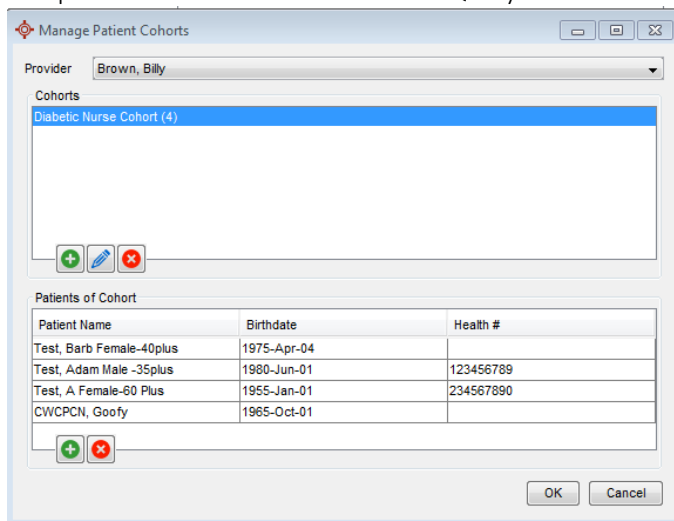 Manage Patient Cohorts
Provider Brown, Billy
Cohorts
Diabetic Nurse Cohort (4)
Patients of Cohort
Patient Name Birthdate Health #
Test, Barb Female-40plus 1975-Apr-04
Test, Adam Male -35plus 1980-Jun-01 123456789
Test, A Female-60 Plus 1955-Jan-01 234567890
CWCPCN, Goofy 1965-Oct-01
OK Cancel